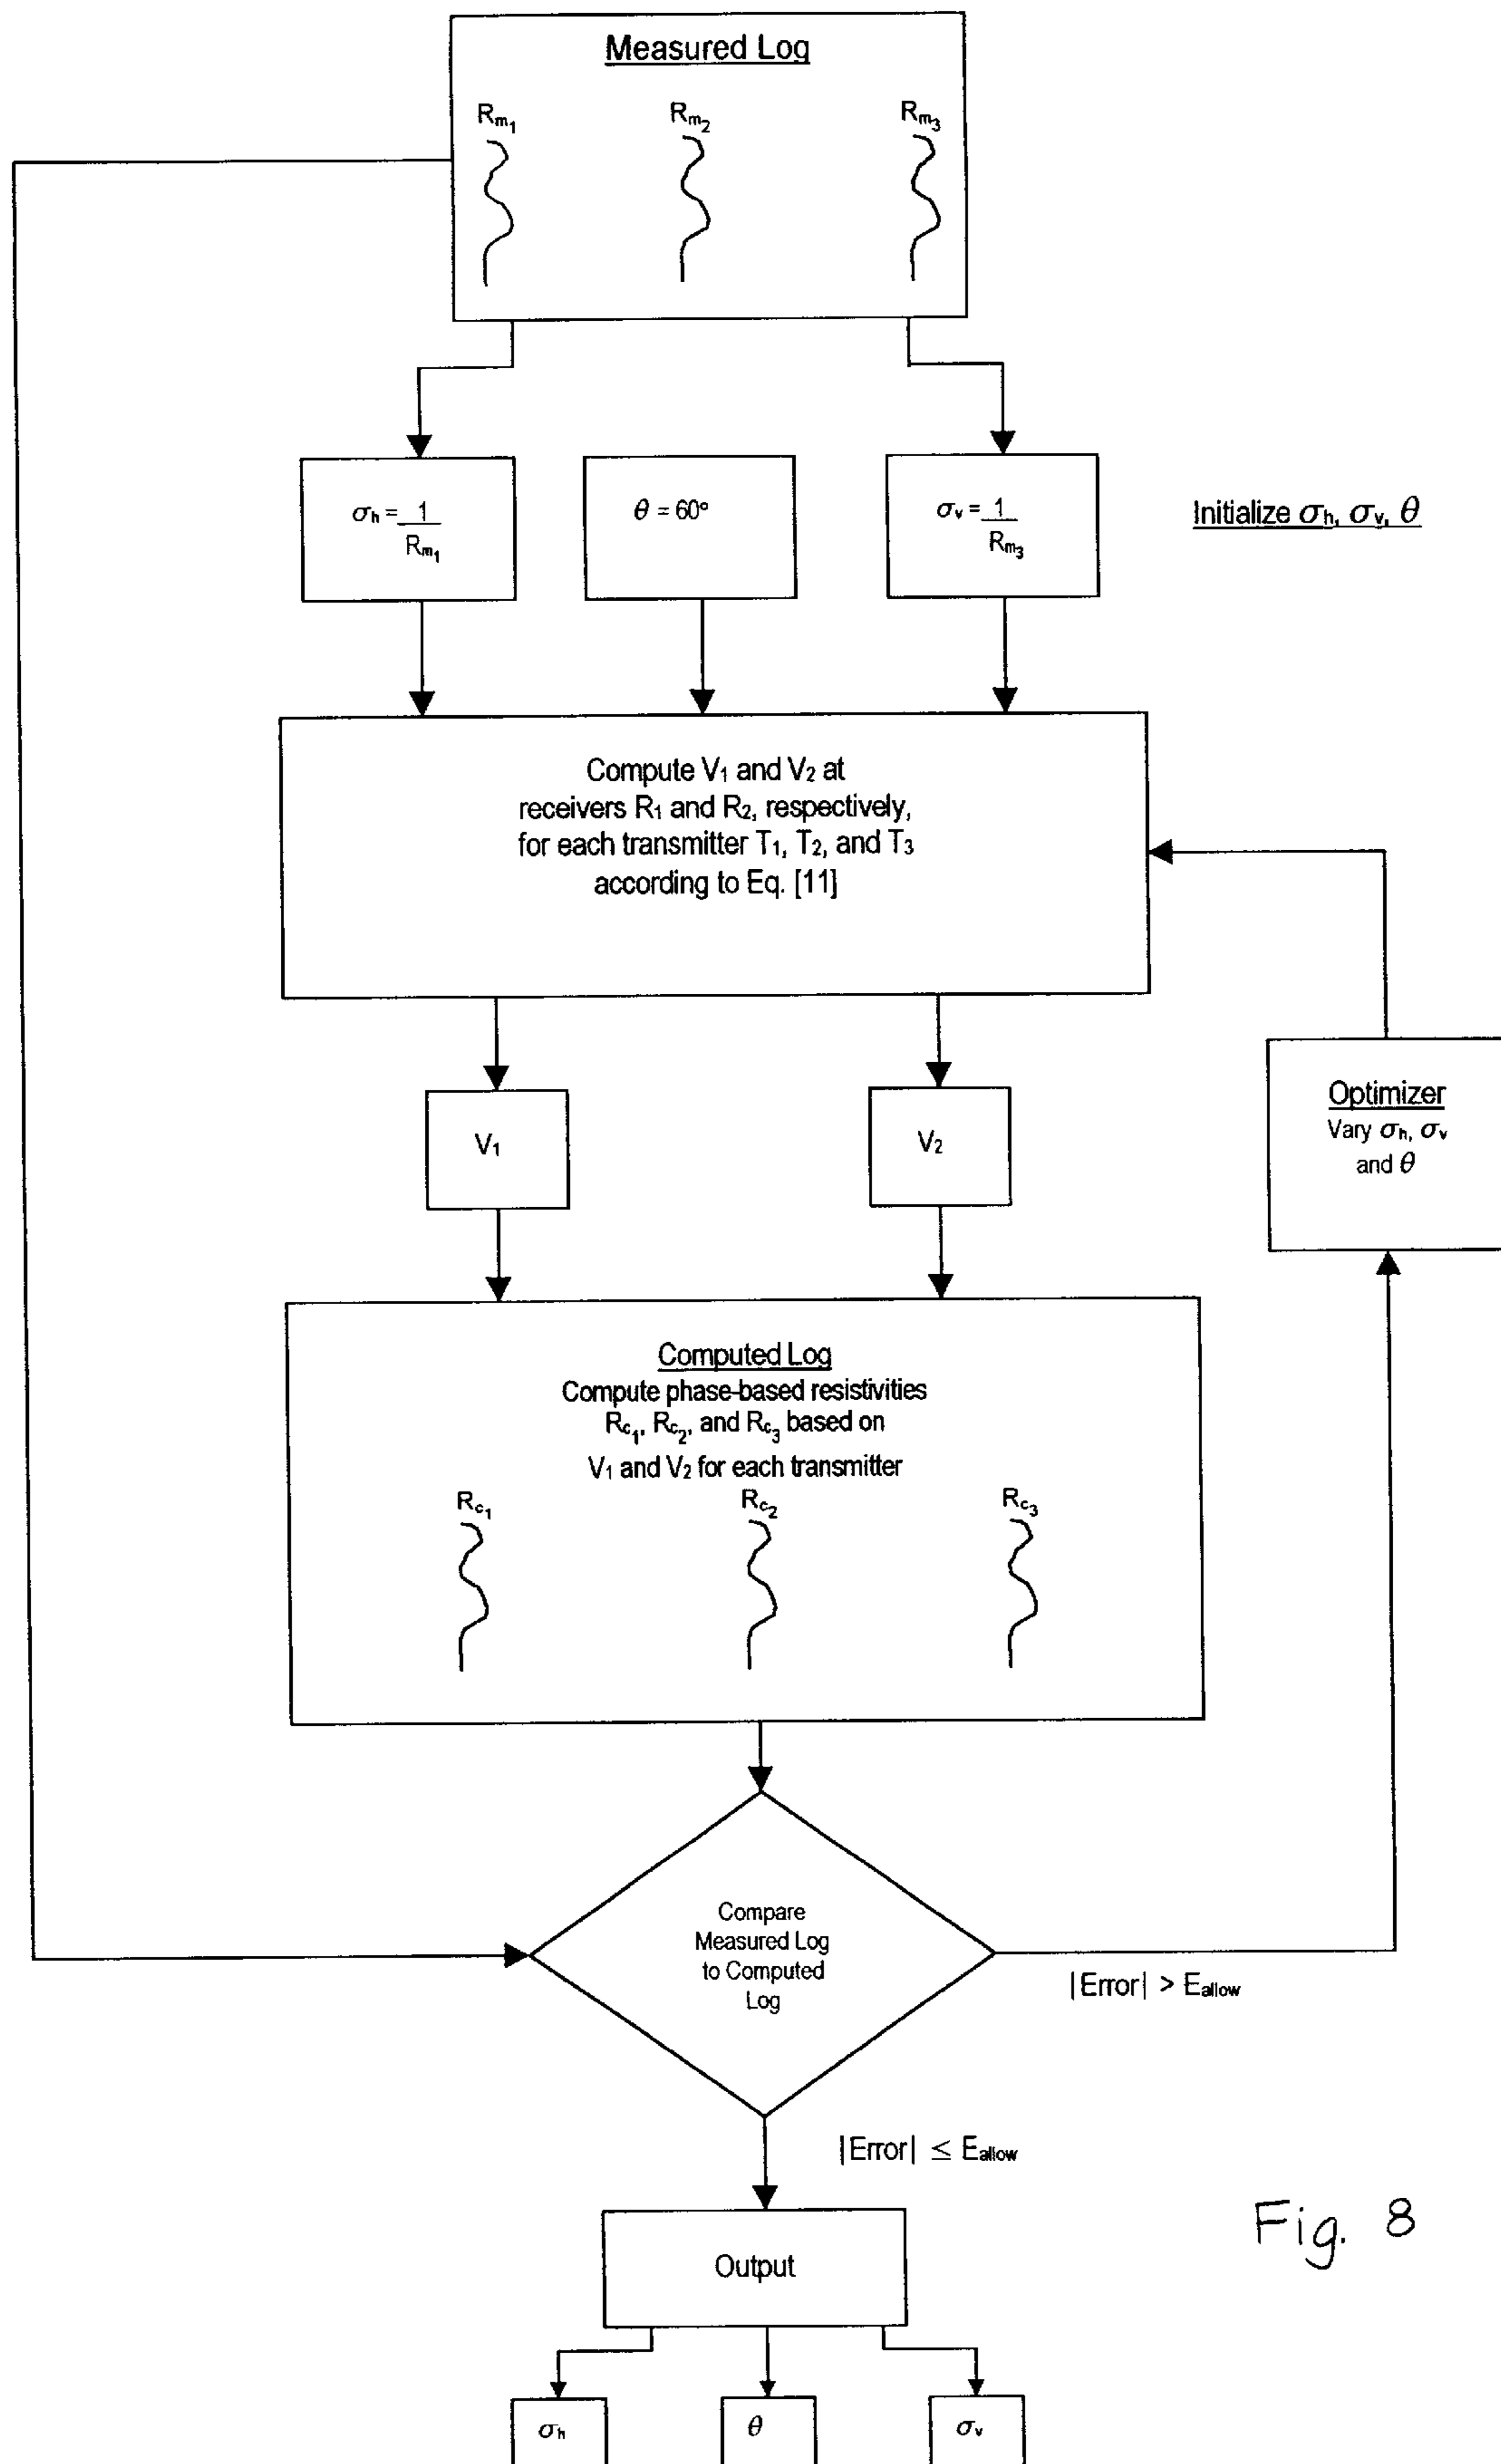 Measured Log
Rm1 Rm2 Rm3
σh = 1
Rm1
θ = 60°
σv = 1
Rm3
Initialize σh, σv, θ
Compute V1 and V2 at
receivers R1 and R2, respectively,
for each transmitter T1, T2, and T3
according to Eq. [11]
V1
V2
Optimizer
Vary σh, σv
and θ
Computed Log
Compute phase-based resistivities
Rc1, Rc2, and Rc3 based on
V1 and V2 for each transmitter
Rc1 Rc2 Rc3
Compare
Measured Log
to Computed
Log
|Error| > Eallow
|Error| ≤ Eallow
Output
σh θ σv
Fig. 8